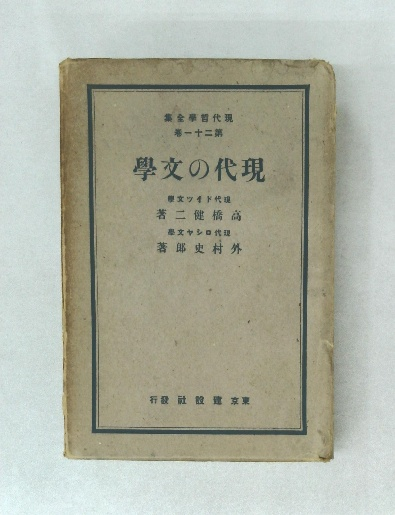 現代哲學全集
第二十一卷
現代の文學
現代ドイツ文學
高橋健二著
現代ロシヤ文學
外村史郎著
東京 建設社 發行